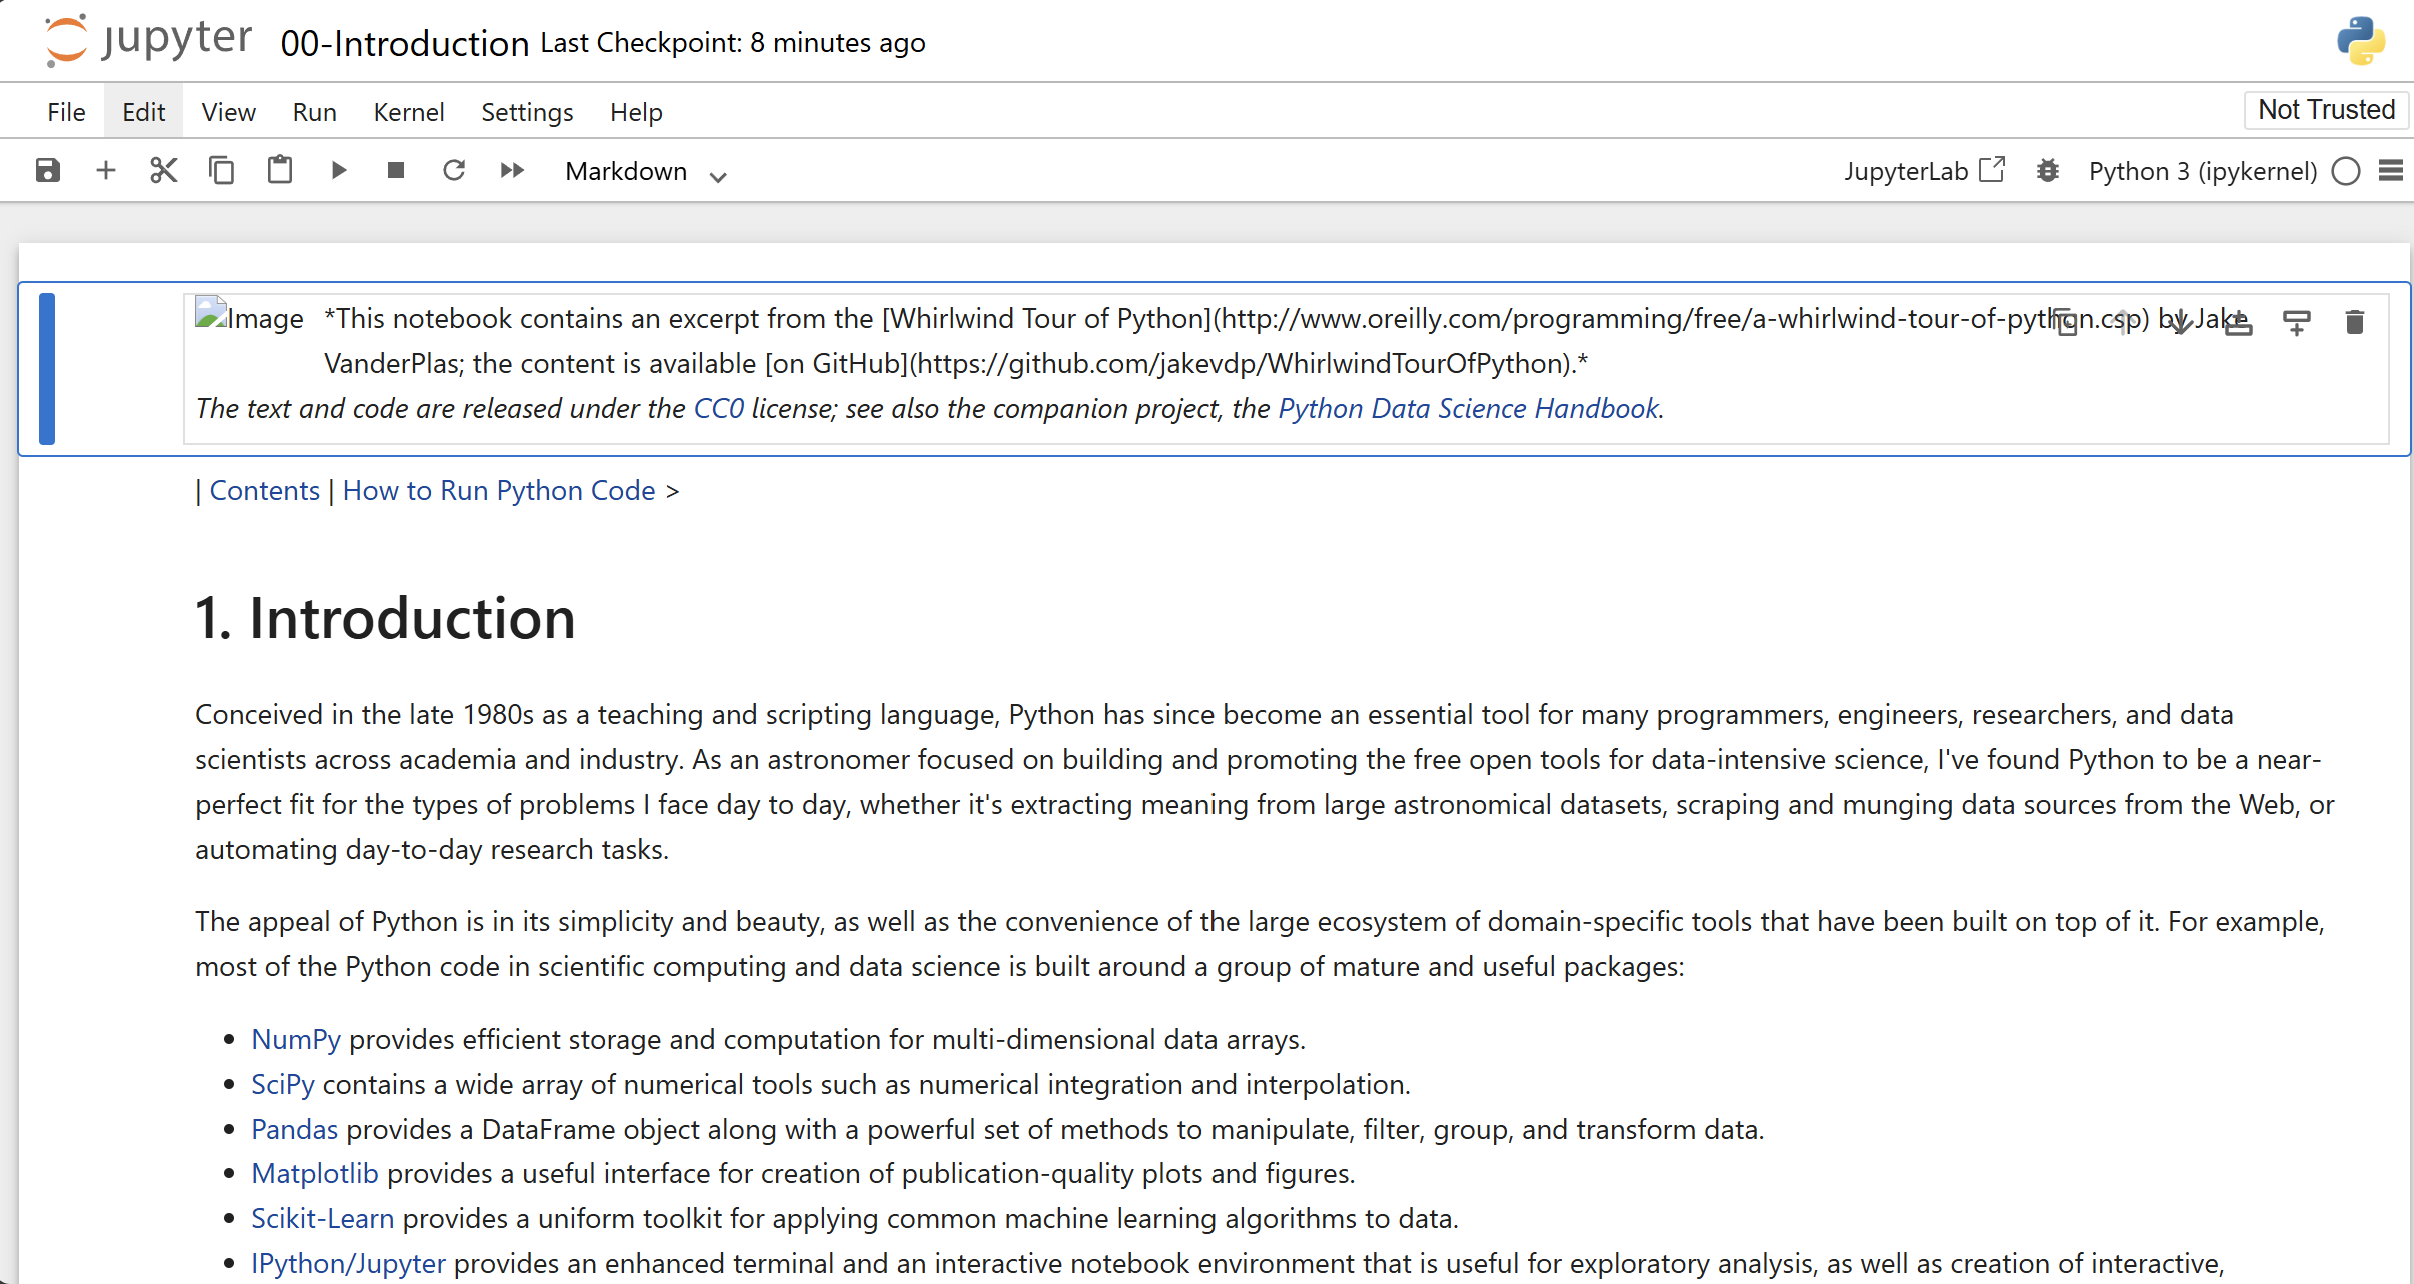 jupyter 00-Introduction Last Checkpoint: 8 minutes ago
File Edit View Run Kernel Settings Help Not Trusted
Markdown JupyterLab Python 3 (ipykernel)
Image *This notebook contains an excerpt from the [Whirlwind Tour of Python](http://www.oreilly.com/programming/free/a-whirlwind-tour-of-python.csp) by Jake
VanderPlas; the content is available [on GitHub](https://github.com/jakevdp/WhirlwindTourOfPython).*
The text and code are released under the CC0 license; see also the companion project, the Python Data Science Handbook.
| Contents | How to Run Python Code >
1. Introduction
Conceived in the late 1980s as a teaching and scripting language, Python has since become an essential tool for many programmers, engineers, researchers, and data
scientists across academia and industry. As an astronomer focused on building and promoting the free open tools for data-intensive science, I've found Python to be a near-
perfect fit for the types of problems I face day to day, whether it's extracting meaning from large astronomical datasets, scraping and munging data sources from the Web, or
automating day-to-day research tasks.
The appeal of Python is in its simplicity and beauty, as well as the convenience of the large ecosystem of domain-specific tools that have been built on top of it. For example,
most of the Python code in scientific computing and data science is built around a group of mature and useful packages:
• NumPy provides efficient storage and computation for multi-dimensional data arrays.
• SciPy contains a wide array of numerical tools such as numerical integration and interpolation.
• Pandas provides a DataFrame object along with a powerful set of methods to manipulate, filter, group, and transform data.
• Matplotlib provides a useful interface for creation of publication-quality plots and figures.
• Scikit-Learn provides a uniform toolkit for applying common machine learning algorithms to data.
• IPython/Jupyter provides an enhanced terminal and an interactive notebook environment that is useful for exploratory analysis, as well as creation of interactive,